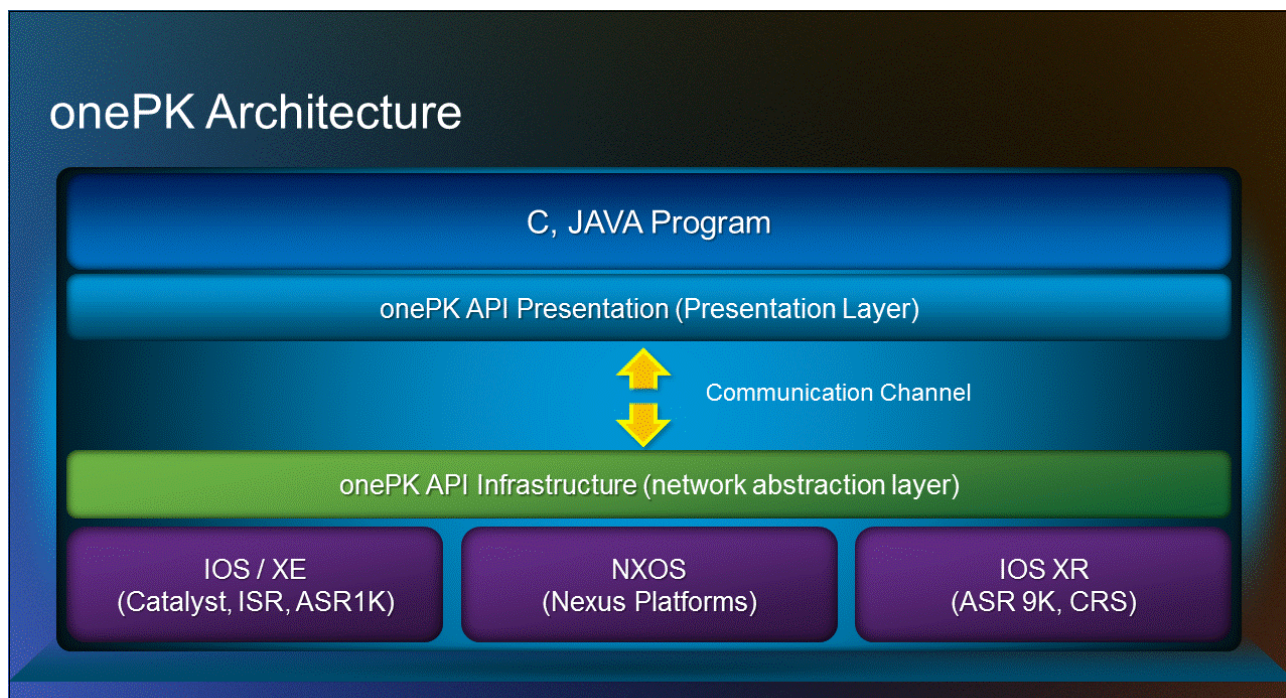 onePK Architecture
C, JAVA Program
onePK API Presentation (Presentation Layer)
Communication Channel
onePK API Infrastructure (network abstraction layer)
IOS / XE
(Catalyst, ISR, ASR1K)
NXOS
(Nexus Platforms)
IOS XR
(ASR 9K, CRS)